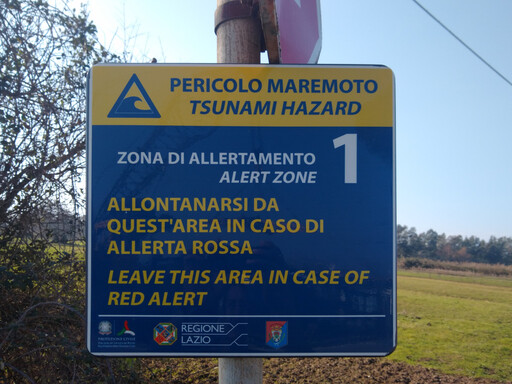 PERICOLO MAREMOTO
TSUNAMI HAZARD
ZONA DI ALLERTAMENTO 1
ALERT ZONE
ALLONTANARSI DA
QUEST'AREA IN CASO DI
ALLERTA ROSSA
LEAVE THIS AREA IN CASE OF
RED ALERT
REGIONE
LAZIO